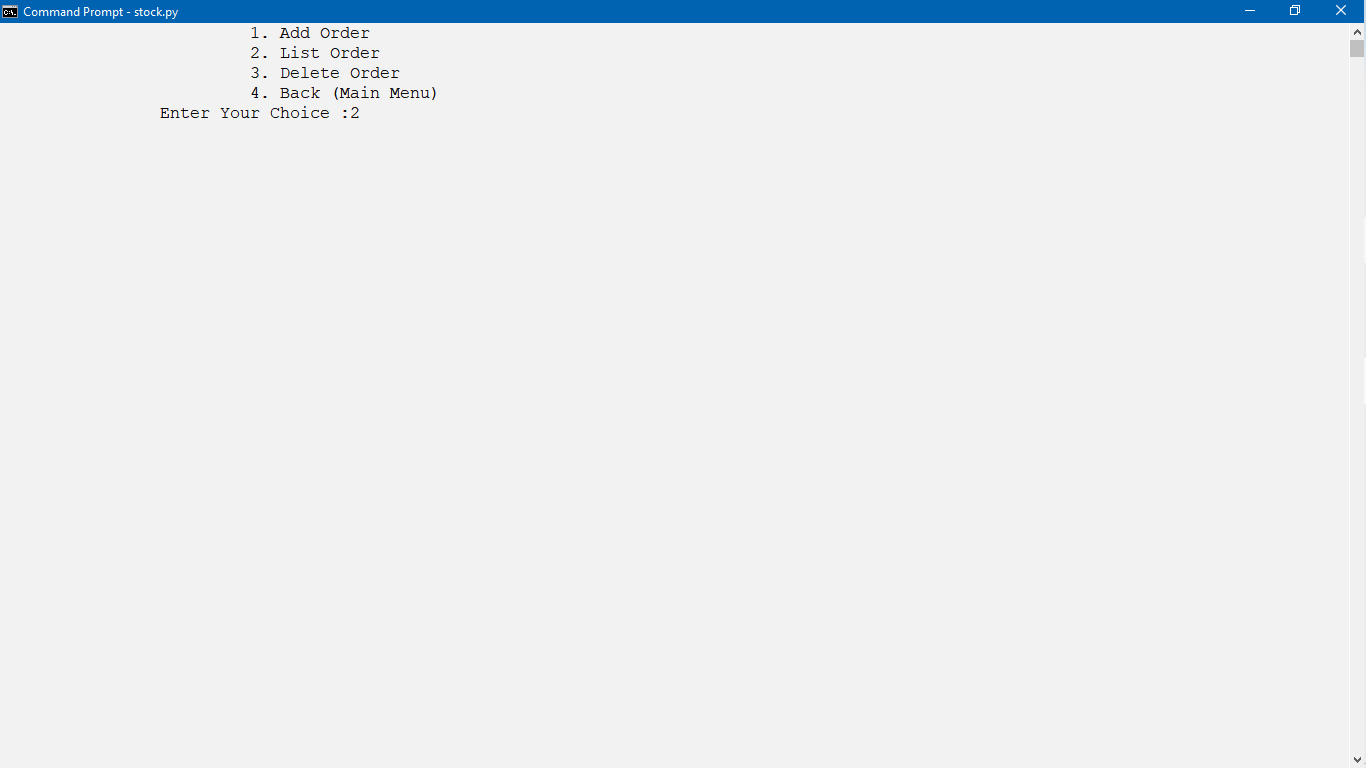 Command Prompt - stock.py
1. Add Order
2. List Order
3. Delete Order
4. Back (Main Menu)
Enter Your Choice :2